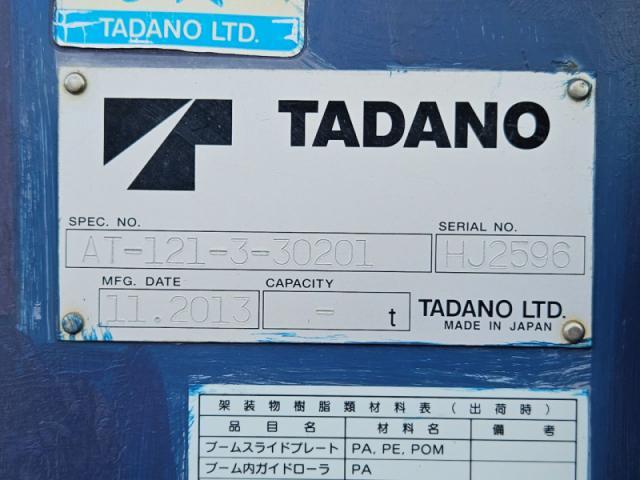 TADANO LTD.
TADANO
SPEC. NO.
SERIAL NO.
AT-121-3-30201
HJ2596
MFG. DATE
CAPACITY
11.2013
- t
TADANO LTD.
MADE IN JAPAN
架装物樹脂類材料表(出荷時)
品目 材料名 備考
ブームスライドプレート PA, PE, POM
ブーム内ガイドローラ PA